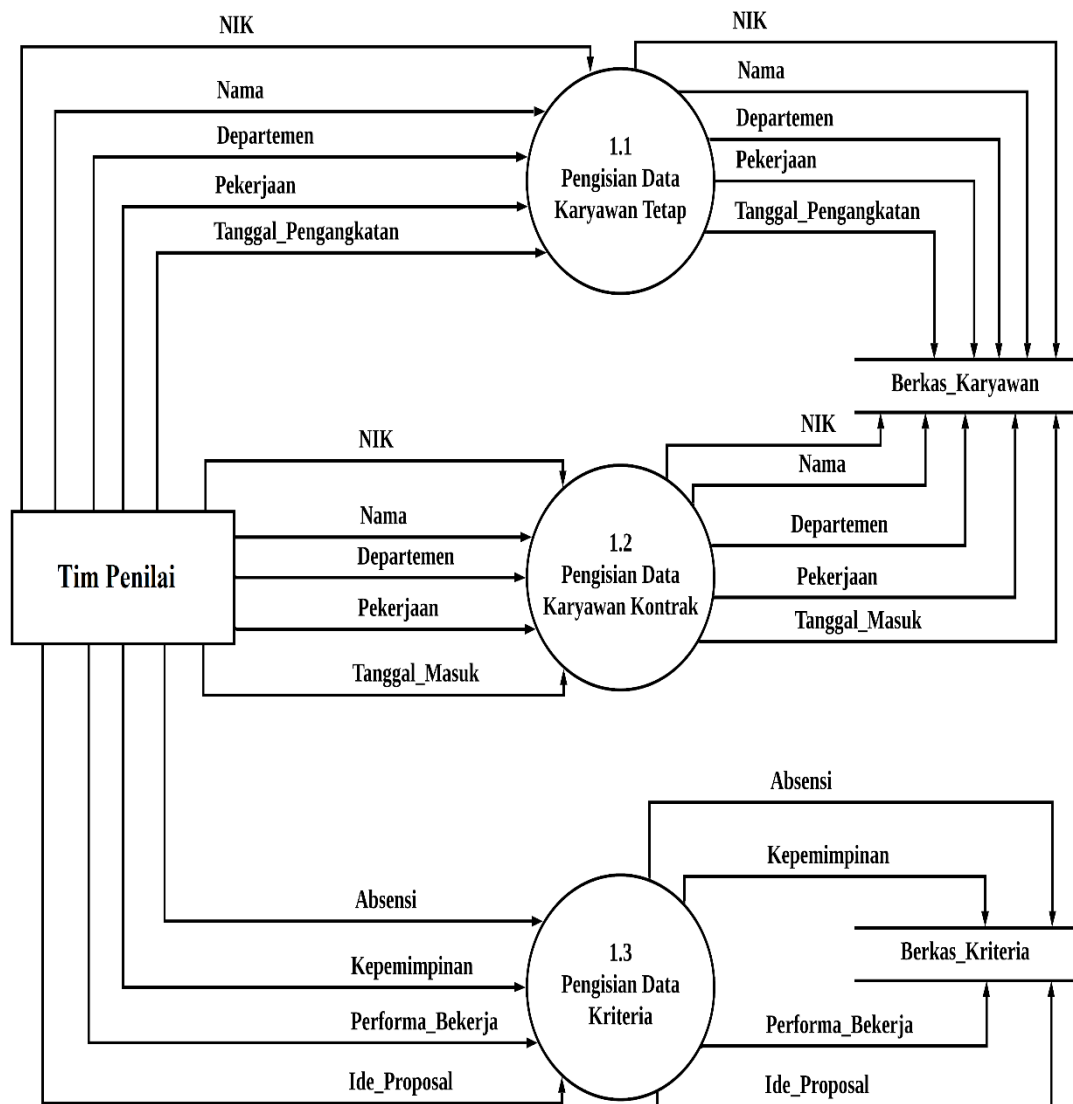 NIK
NIK
Nama
Nama
Departemen
Departemen
Pekerjaan
Pekerjaan
Tanggal_Pengangkatan
Tanggal_Pengangkatan
1.1
Pengisian Data
Karyawan Tetap
Berkas_Karyawan
NIK
NIK
Nama
Nama
Departemen
Departemen
Pekerjaan
Pekerjaan
Tanggal_Masuk
Tanggal_Masuk
1.2
Pengisian Data
Karyawan Kontrak
Tim Penilai
Absensi
Kepemimpinan
Absensi
Kepemimpinan
Performa_Bekerja
Ide_Proposal
1.3
Pengisian Data
Kriteria
Berkas_Kriteria
Performa_Bekerja
Ide_Proposal